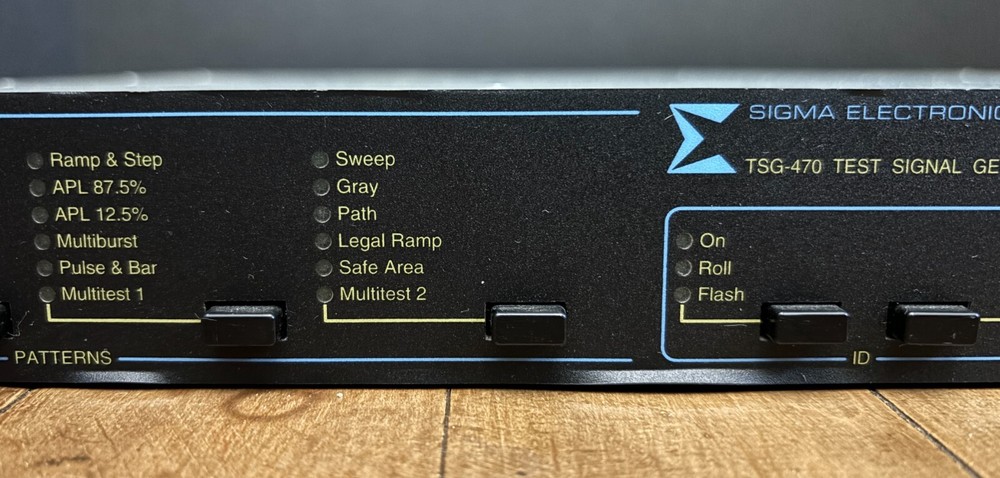 Ramp & Step
APL 87.5%
APL 12.5%
Multiburst
Pulse & Bar
Multitest 1
PATTERNS
Sweep
Gray
Path
Legal Ramp
Safe Area
Multitest 2
SIGMA ELECTRONIC
TSG-470 TEST SIGNAL GE
On
Roll
Flash
ID